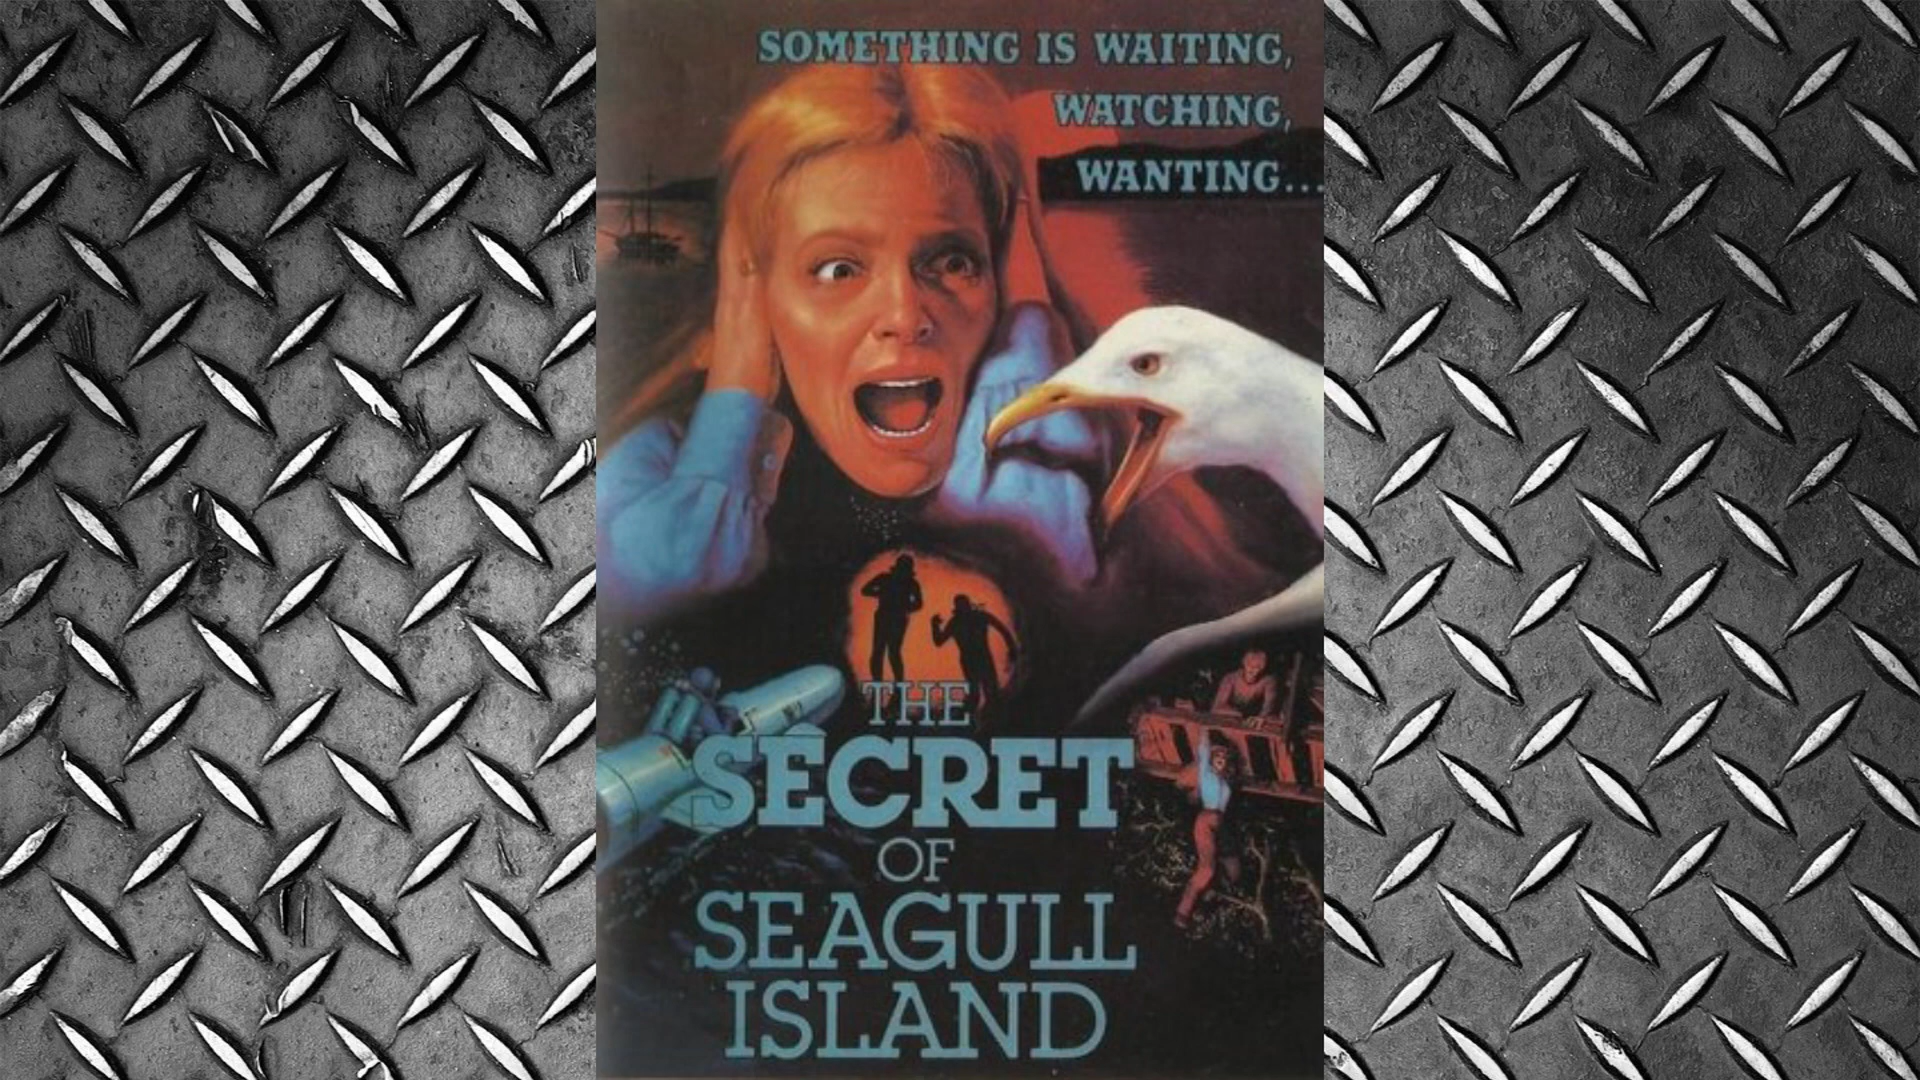 SOMETHING IS WAITING,
WATCHING,
WANTING...
THE
SECRET
OF
SEAGULL
ISLAND